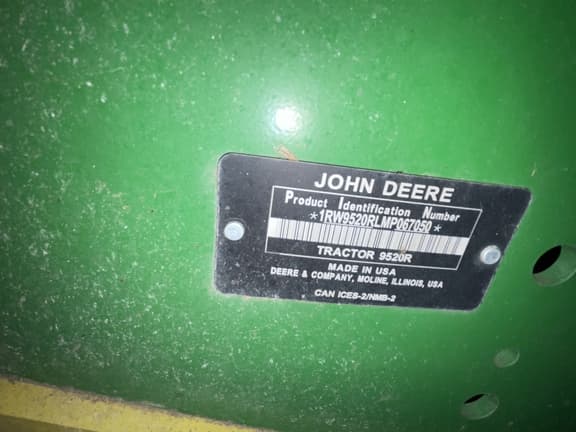 JOHN DEERE
Product Identification Number
*1RW9520RLMP067050*
TRACTOR 9520R
MADE IN USA
DEERE & COMPANY, MOLINE, ILLINOIS, USA
CAN ICES-2/NMB-2